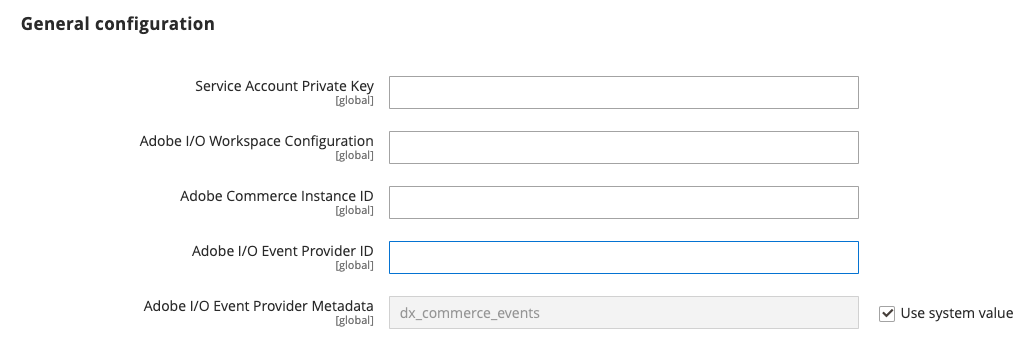 General configuration
Service Account Private Key
[global]
Adobe I/O Workspace Configuration
[global]
Adobe Commerce Instance ID
[global]
Adobe I/O Event Provider ID
[global]
Adobe I/O Event Provider Metadata
[global]
dx_commerce_events
Use system value